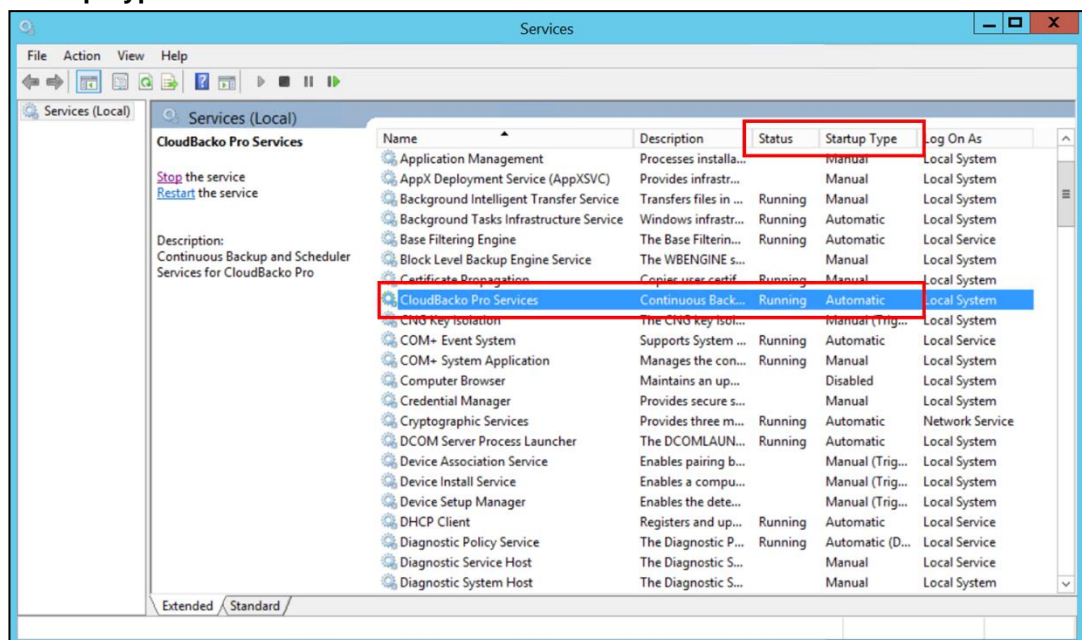 Services
File Action View Help
Services (Local)
Services (Local)
CloudBacko Pro Services
Stop the service
Restart the service
Description:
Continuous Backup and Scheduler
Services for CloudBacko Pro
Name Description Status Startup Type Log On As
Application Management Processes installa... Manual Local System
AppX Deployment Service (AppXSVC) Provides infrastr... Manual Local System
Background Intelligent Transfer Service Transfers files in ... Running Manual Local System
Background Tasks Infrastructure Service Windows infrastr... Running Automatic Local System
Base Filtering Engine The Base Filterin... Running Automatic Local Service
Block Level Backup Engine Service The WBENGINE s... Manual Local System
Certificate Propagation Copies user certif... Running Manual Local System
CloudBacko Pro Services Continuous Back... Running Automatic Local System
CNG Key Isolation The CNG key isol... Manual (Trig... Local System
COM+ Event System Supports System ... Running Automatic Local Service
COM+ System Application Manages the con... Running Manual Local System
Computer Browser Maintains an up... Disabled Local System
Credential Manager Provides secure s... Manual Local System
Cryptographic Services Provides three m... Running Automatic Network Service
DCOM Server Process Launcher The DCOMLAUN... Running Automatic Local System
Device Association Service Enables pairing b... Manual (Trig... Local System
Device Install Service Enables a compu... Manual (Trig... Local System
Device Setup Manager Enables the dete... Manual (Trig... Local System
DHCP Client Registers and up... Running Automatic Local Service
Diagnostic Policy Service The Diagnostic P... Running Automatic (D... Local Service
Diagnostic Service Host The Diagnostic S... Manual Local Service
Diagnostic System Host The Diagnostic S... Manual Local System
Extended Standard